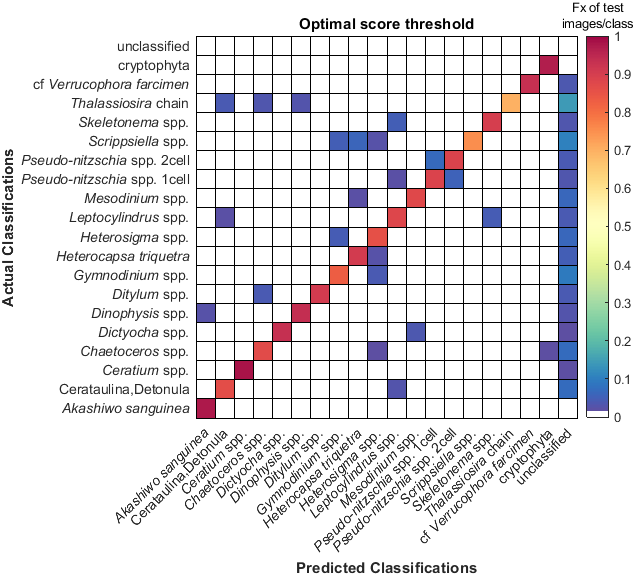 Optimal score threshold
Fx of test
images/class
unclassified
cryptophyta
cf Verrucophora farcimen
Thalassiosira chain
Skeletonema spp.
Scrippsiella spp.
Pseudo-nitzschia spp. 2cell
Pseudo-nitzschia spp. 1cell
Mesodinium spp.
Leptocylindrus spp.
Heterosigma spp.
Heterocapsa triquetra
Gymnodinium spp.
Ditylum spp.
Dinophysis spp.
Dictyocha spp.
Chaetoceros spp.
Ceratium spp.
Cerataulina,Detonula
Akashiwo sanguinea
Actual Classifications
1
0.9
0.8
0.7
0.6
0.5
0.4
0.3
0.2
0.1
0
Akashiwo sanguinea
Cerataulina,Detonula
Ceratium spp.
Chaetoceros spp.
Dictyocha spp.
Dinophysis spp.
Ditylum spp.
Gymnodinium spp.
Heterocapsa triquetra
Heterosigma spp.
Leptocylindrus spp.
Mesodinium spp.
Pseudo-nitzschia spp. 1cell
Pseudo-nitzschia spp. 2cell
Scrippsiella spp.
Skeletonema spp.
Thalassiosira chain
cf Verrucophora farcimen
cryptophyta
unclassified
Predicted Classifications